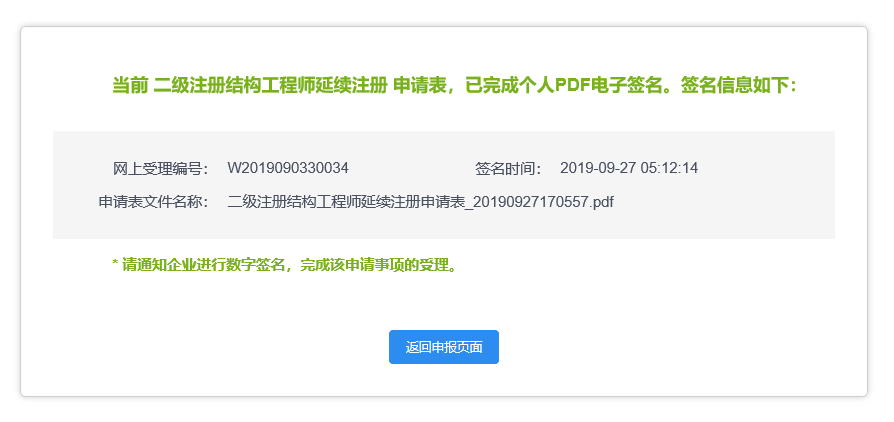 当前 二级注册结构工程师延续注册 申请表，已完成个人PDF电子签名。签名信息如下：
网上受理编号： W2019090330034 签名时间： 2019-09-27 05:12:14
申请表文件名称： 二级注册结构工程师延续注册申请表_20190927170557.pdf
* 请通知企业进行数字签名，完成该申请事项的受理。
返回申报页面